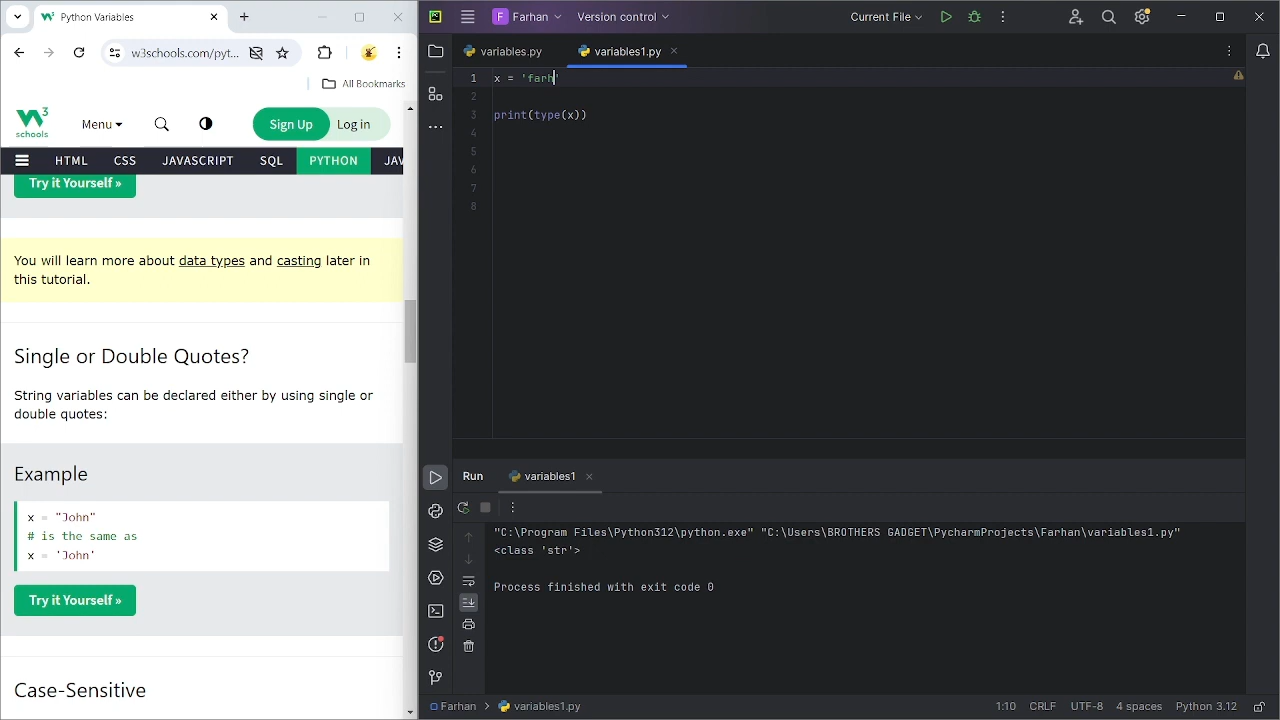 Python Variables
w3schools.com/pyt...
All Bookmarks
W3
schools
Menu
Sign Up
Log in
HTML
CSS
JAVASCRIPT
SQL
PYTHON
JAV
Try it Yourself »
You will learn more about data types and casting later in
this tutorial.
Single or Double Quotes?
String variables can be declared either by using single or
double quotes:
Example
x = "John"
# is the same as
x = 'John'
Try it Yourself »
Case-Sensitive
F Farhan
Version control
Current File
variables.py
variables1.py
1 x = 'farh'
2
3 print(type(x))
4
5
6
7
8
Run
variables1
"C:\Program Files\Python312\python.exe" "C:\Users\BROTHERS GADGET\PycharmProjects\Farhan\variables1.py"
<class 'str'>
Process finished with exit code 0
Farhan > variables1.py
1:10 CRLF UTF-8 4 spaces Python 3.12